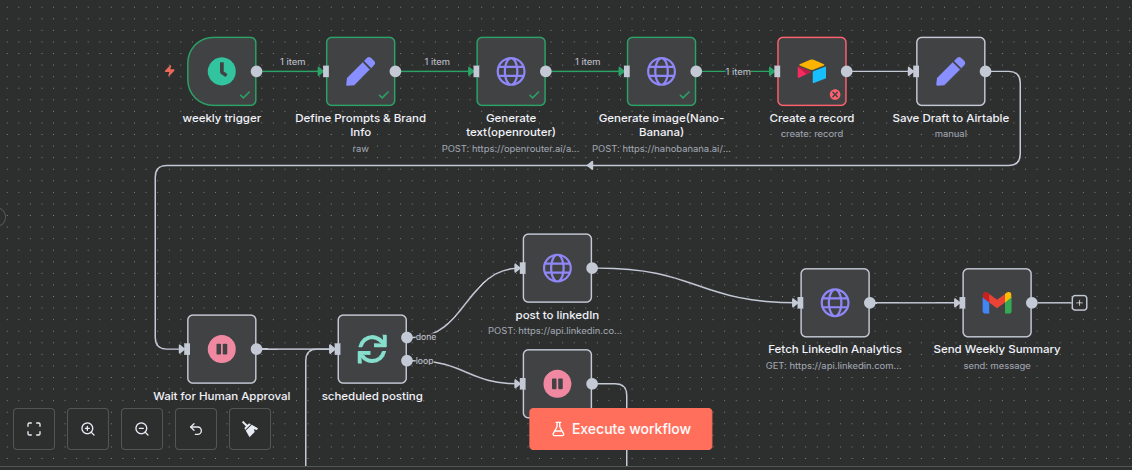 1 item
1 item
1 item
1 item
weekly trigger
Define Prompts & Brand
Info
raw
Generate
text(openrouter)
POST: https://openrouter.ai/a...
Generate image(Nano-
Banana)
POST: https://nanobanana.ai/...
Create a record
create: record
Save Draft to Airtable
manual
post to linkedIn
POST: https://api.linkedin.co...
done
loop
Wait for Human Approval
scheduled posting
Fetch LinkedIn Analytics
GET: https://api.linkedin.com...
Send Weekly Summary
send: message
Execute workflow